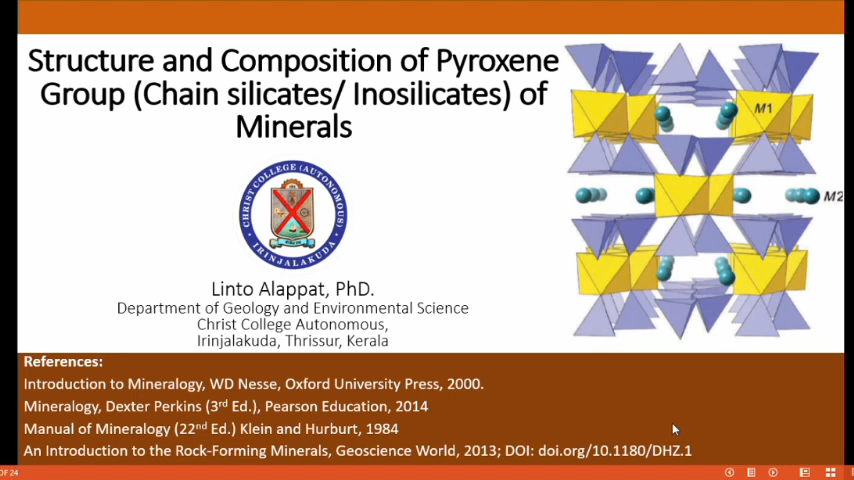 Structure and Composition of Pyroxene
Group (Chain silicates/ Inosilicates) of
Minerals
M1
M2
CHRIST COLLEGE (AUTONOMOUS)
IRINJALAKUDA
Linto Alappat, PhD.
Department of Geology and Environmental Science
Christ College Autonomous,
Irinjalakuda, Thrissur, Kerala
References:
Introduction to Mineralogy, WD Nesse, Oxford University Press, 2000.
Mineralogy, Dexter Perkins (3rd Ed.), Pearson Education, 2014
Manual of Mineralogy (22nd Ed.) Klein and Hurburt, 1984
An Introduction to the Rock-Forming Minerals, Geoscience World, 2013; DOI: doi.org/10.1180/DHZ.1
OF 24